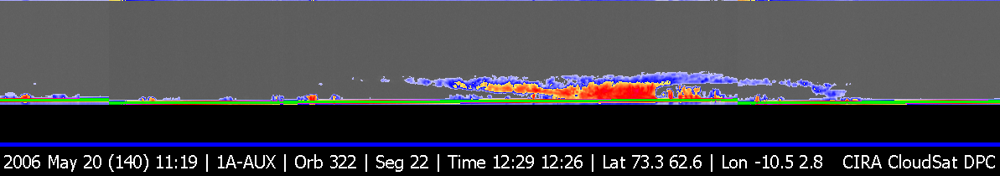 2006 May 20 (140) 11:19 | 1A-AUX | Orb 322 | Seg 22 | Time 12:29 12:26 | Lat 73.3 62.6 | Lon -10.5 2.8 CIRA CloudSat DPC